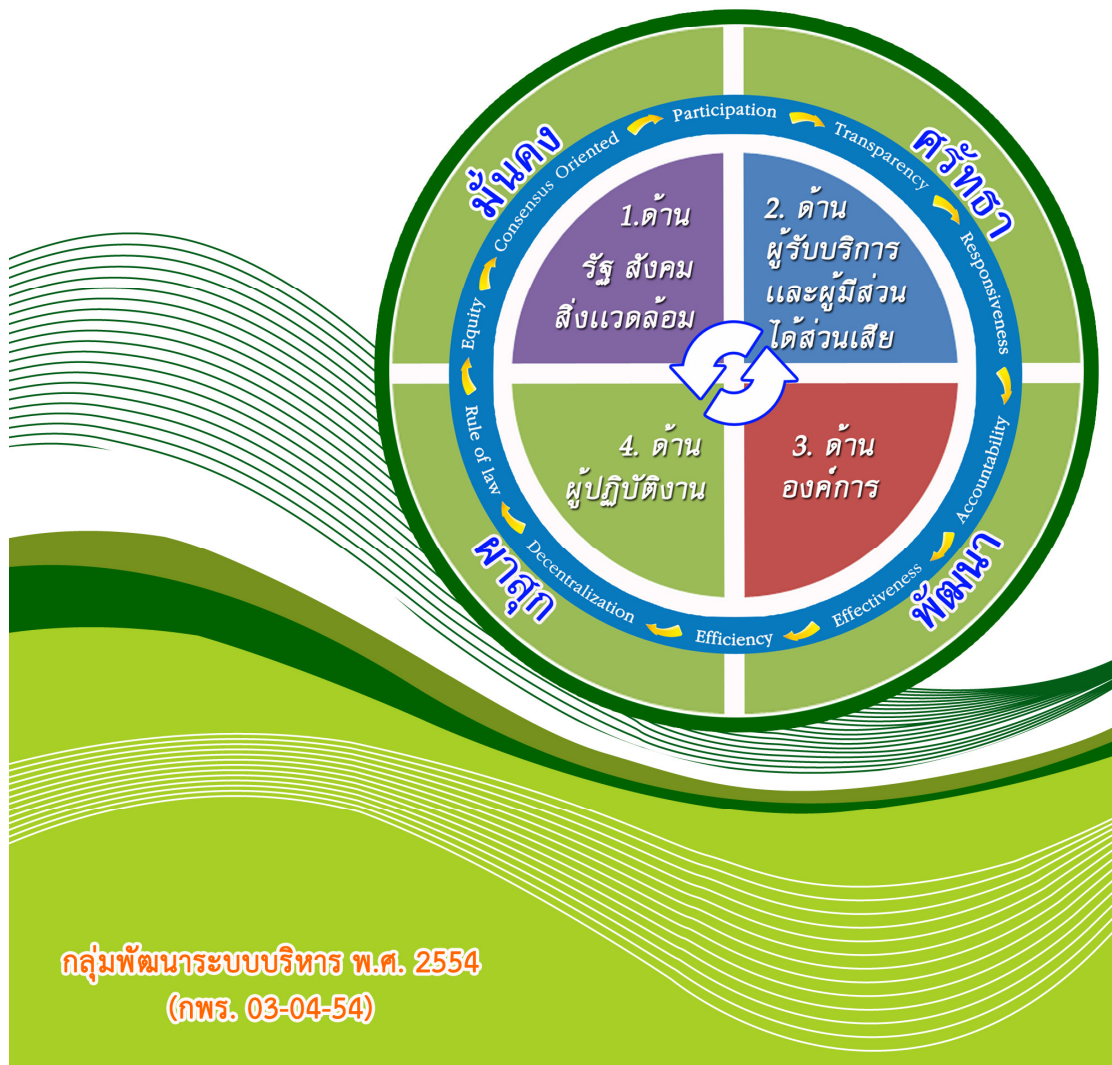 มั่นคง
ศรัทธา
Participation
Transparency
Responsiveness
Accountability
Effectiveness
Efficiency
Decentralization
Rule of law
Equity
Consensus Oriented
1.ด้าน
รัฐ สังคม
สิ่งแวดล้อม
2. ด้าน
ผู้รับบริการ
และผู้มีส่วน
ได้ส่วนเสีย
4. ด้าน
ผู้ปฏิบัติงาน
3. ด้าน
องค์การ
ผาสุก
พัฒนา
กลุ่มพัฒนาระบบบริหาร พ.ศ. 2554
(กพร. 03-04-54)